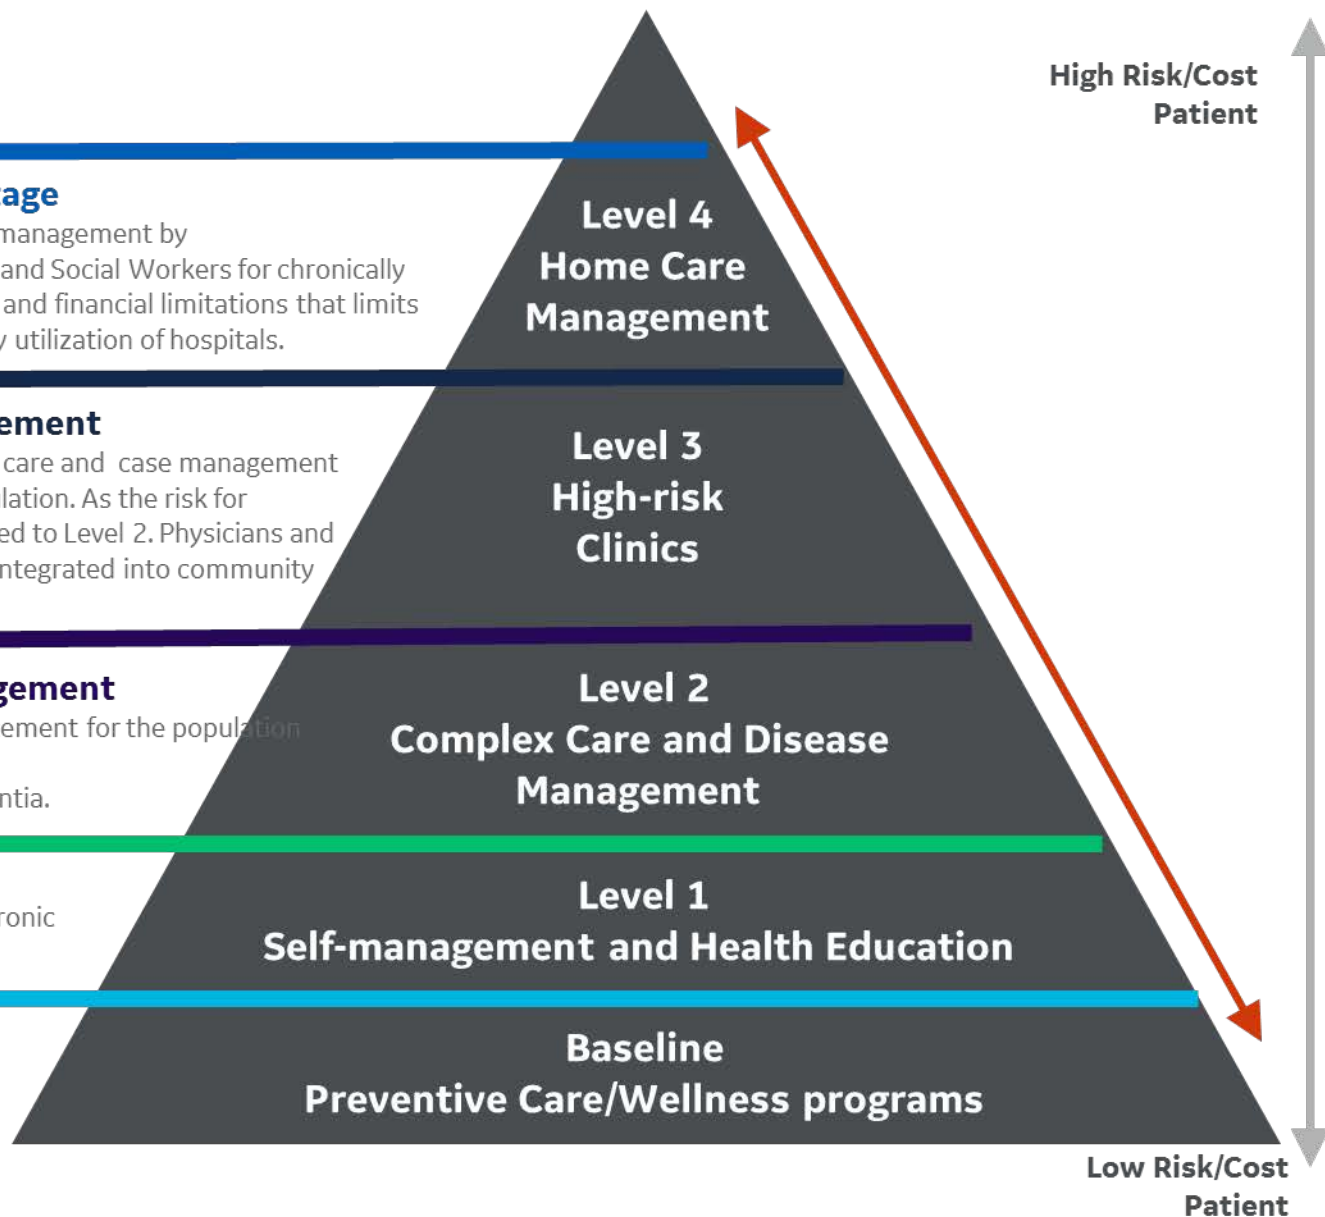 High Risk/Cost
Patient
tage
management by
and Social Workers for chronically
and financial limitations that limits
y utilization of hospitals.
Level 4
Home Care
Management
ement
care and case management
lation. As the risk for
ed to Level 2. Physicians and
integrated into community
Level 3
High-risk
Clinics
gement
ement for the population
ntia.
Level 2
Complex Care and Disease
Management
ronic
Level 1
Self-management and Health Education
Baseline
Preventive Care/Wellness programs
Low Risk/Cost
Patient